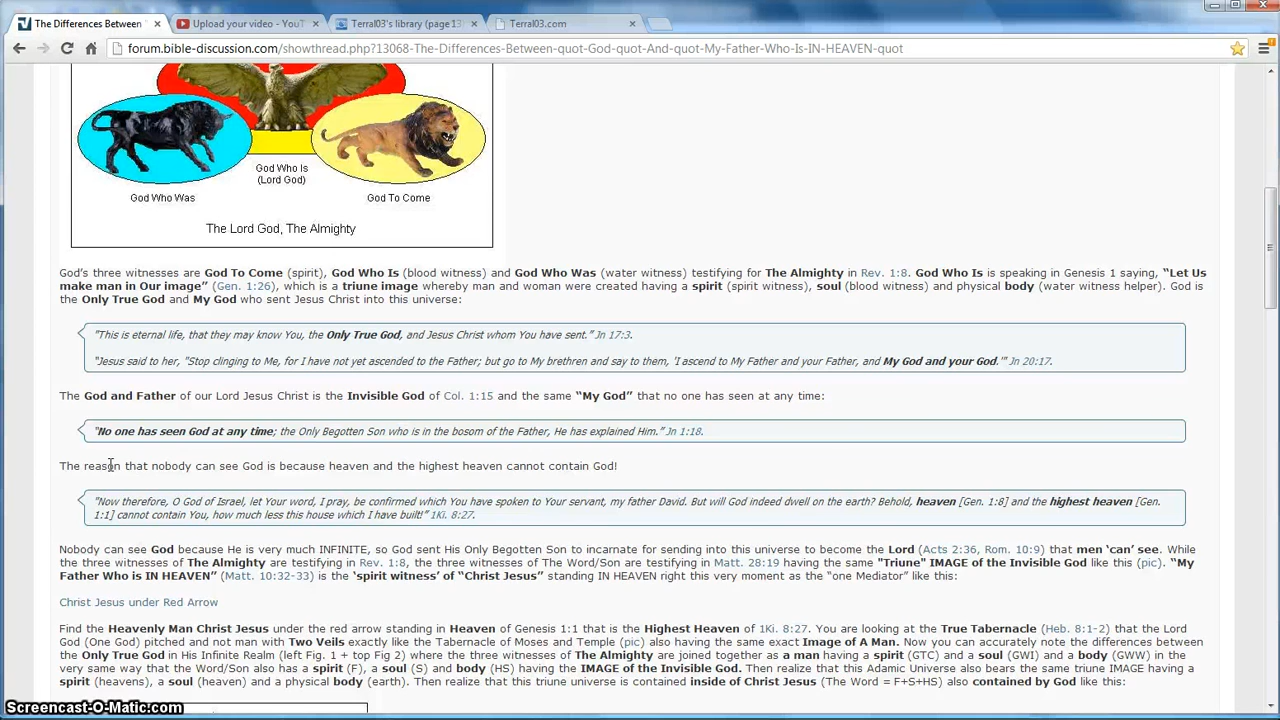 The Differences Between "
Upload your video - YouT
Terral03's library (page 13
Terral03.com
forum.bible-discussion.com/showthread.php?13068-The-Differences-Between-quot-God-quot-And-quot-My-Father-Who-is-IN-HEAVEN-quot
God Who Is
(Lord God)
God Who Was
God To Come
The Lord God, The Almighty
God's three witnesses are God To Come (spirit), God Who Is (blood witness) and God Who Was (water witness) testifying for The Almighty in Rev. 1:8. God Who Is is speaking in Genesis 1 saying, “Let Us
make man in Our image” (Gen. 1:26), which is a triune image whereby man and woman were created having a spirit (spirit witness), soul (blood witness) and physical body (water witness helper). God is
the Only True God and My God who sent Jesus Christ into this universe:
"This is eternal life, that they may know You, the Only True God, and Jesus Christ whom You have sent.” Jn 17:3.
"Jesus said to her, "Stop clinging to Me, for I have not yet ascended to the Father; but go to My brethren and say to them, 'I ascend to My Father and your Father, and My God and your God.'" Jn 20:17.
The God and Father of our Lord Jesus Christ is the Invisible God of Col. 1:15 and the same “My God” that no one has seen at any time:
“No one has seen God at any time; the Only Begotten Son who is in the bosom of the Father, He has explained Him.” Jn 1:18.
The reason that nobody can see God is because heaven and the highest heaven cannot contain God!
"Now therefore, O God of Israel, let Your word, I pray, be confirmed which You have spoken to Your servant, my father David. But will God indeed dwell on the earth? Behold, heaven [Gen. 1:8] and the highest heaven [Gen.
1:1] cannot contain You, how much less this house which I have built!” 1Ki. 8:27.
Nobody can see God because He is very much INFINITE, so God sent His Only Begotten Son to incarnate for sending into this universe to become the Lord (Acts 2:36, Rom. 10:9) that men ‘can’ see. While
the three witnesses of The Almighty are testifying in Rev. 1:8, the three witnesses of The Word/Son are testifying in Matt. 28:19 having the same "Triune" IMAGE of the Invisible God like this (pic). “My
Father Who is IN HEAVEN” (Matt. 10:32-33) is the ‘spirit witness’ of “Christ Jesus” standing IN HEAVEN right this very moment as the “one Mediator” like this:
Christ Jesus under Red Arrow
Find the Heavenly Man Christ Jesus under the red arrow standing in Heaven of Genesis 1:1 that is the Highest Heaven of 1Ki. 8:27. You are looking at the True Tabernacle (Heb. 8:1-2) that the Lord
God (One God) pitched and not man with Two Veils exactly like the Tabernacle of Moses and Temple (pic) also having the same exact Image of A Man. Now you can accurately note the differences between
the Only True God in His Infinite Realm (left Fig. 1 + top Fig 2) where the three witnesses of The Almighty are joined together as a man having a spirit (GTC) and a soul (GWI) and a body (GWW) in the
very same way that the Word/Son also has a spirit (F), a soul (S) and body (HS) having the IMAGE of the Invisible God. Then realize that this Adamic Universe also bears the same triune IMAGE having a
spirit (heavens), a soul (heaven) and a physical body (earth). Then realize that this triune universe is contained inside of Christ Jesus (The Word = F+S+HS) also contained by God like this:
Screencast-O-Matic.com